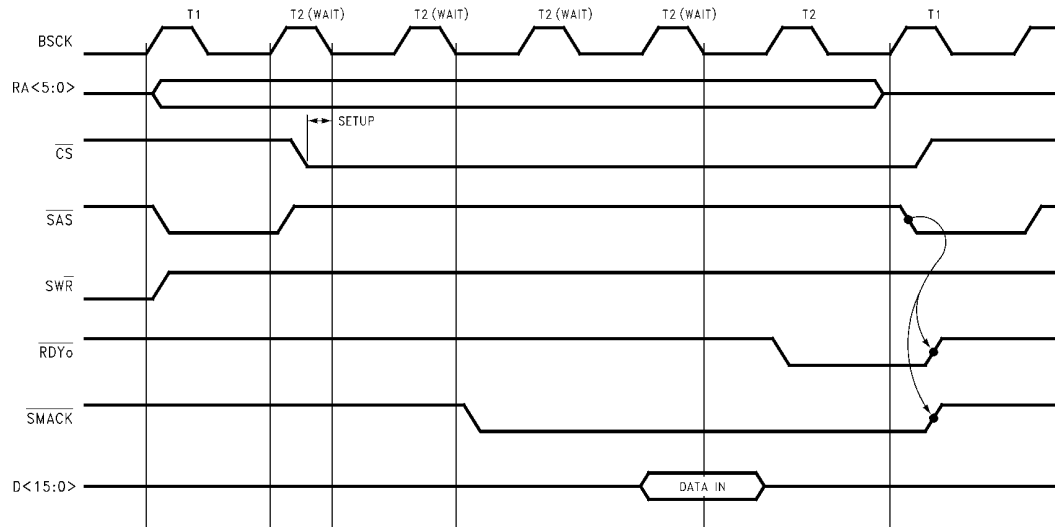 T1 T2 (WAIT) T2 (WAIT) T2 (WAIT) T2 (WAIT) T2 T1
BSCK
RA<5:0>
SETUP
CS
SAS
SWR
RDYo
SMACK
D<15:0> DATA IN